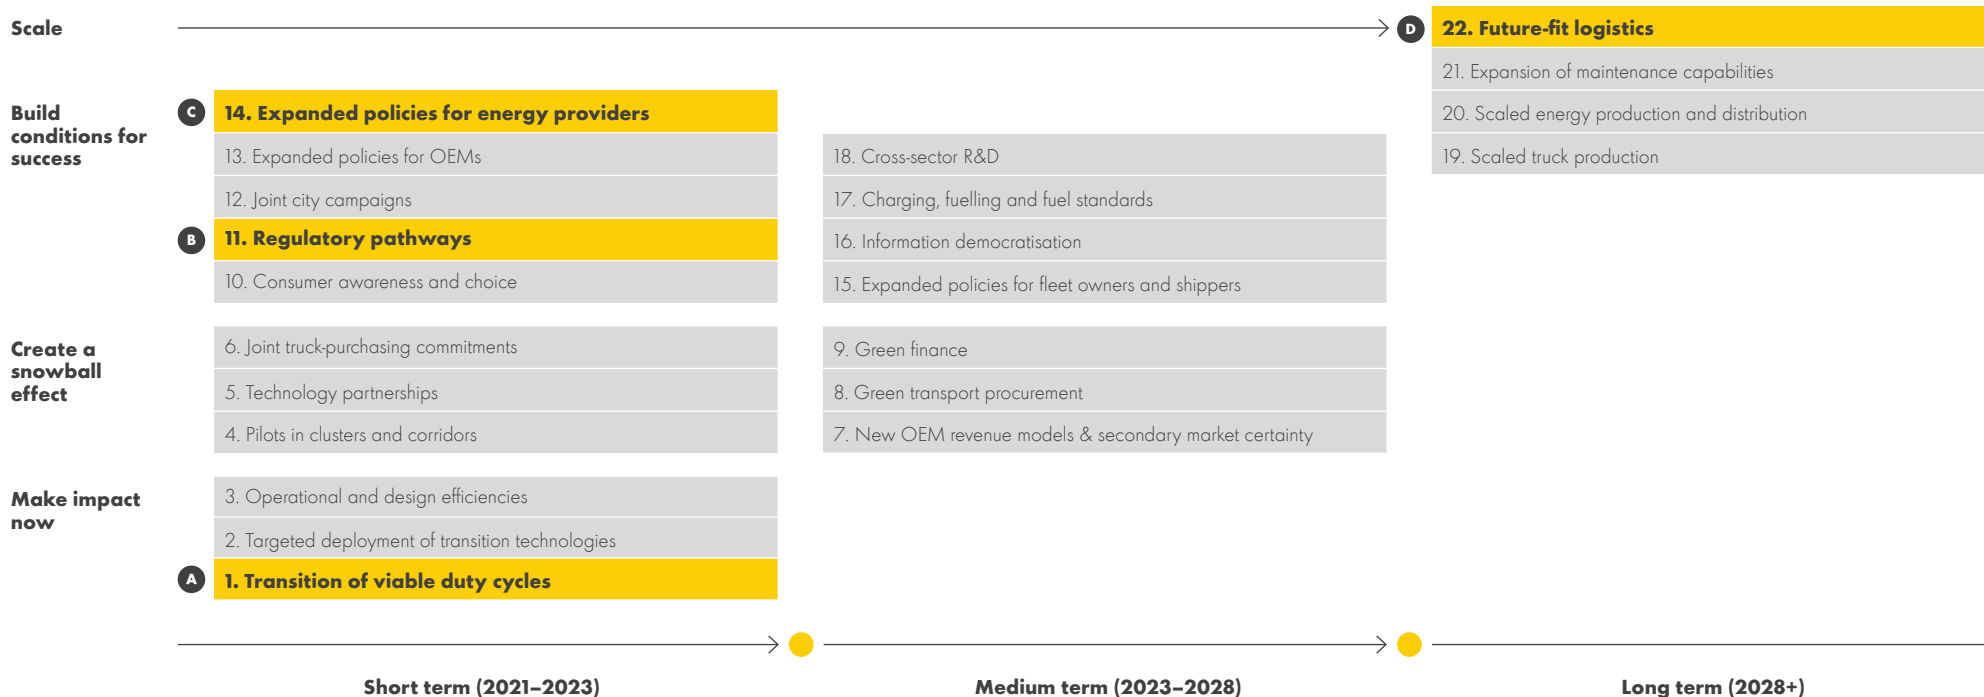 Scale
D
22. Future-fit logistics
21. Expansion of maintenance capabilities
20. Scaled energy production and distribution
19. Scaled truck production
Build
conditions for
success
C
14. Expanded policies for energy providers
13. Expanded policies for OEMs
12. Joint city campaigns
B
11. Regulatory pathways
10. Consumer awareness and choice
18. Cross-sector R&D
17. Charging, fuelling and fuel standards
16. Information democratisation
15. Expanded policies for fleet owners and shippers
Create a
snowball
effect
6. Joint truck-purchasing commitments
5. Technology partnerships
4. Pilots in clusters and corridors
9. Green finance
8. Green transport procurement
7. New OEM revenue models & secondary market certainty
Make impact
now
3. Operational and design efficiencies
2. Targeted deployment of transition technologies
A
1. Transition of viable duty cycles
Short term (2021–2023)
Medium term (2023–2028)
Long term (2028+)